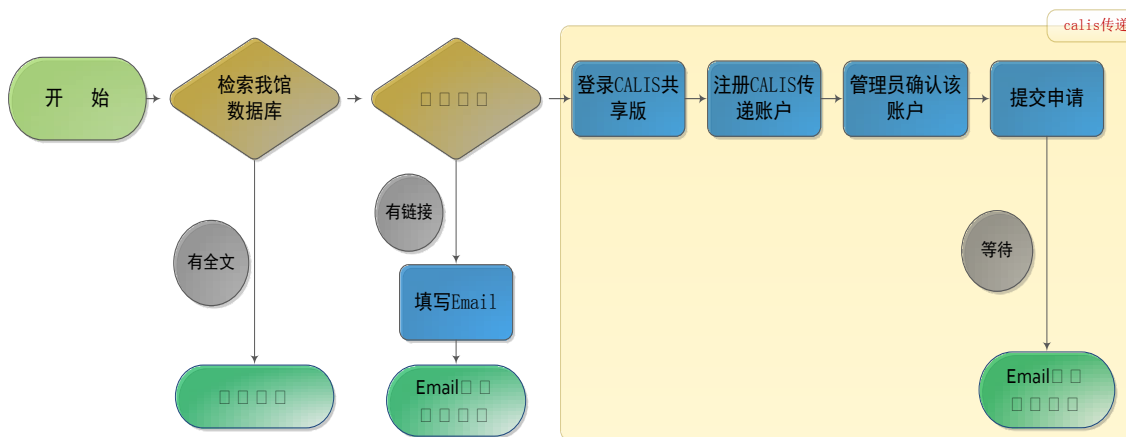 calis传递
开 始
检索我馆
数据库
登录CALIS共
享版
注册CALIS传
递账户
管理员确认该
账户
提交申请
有链接
有全文
等待
填写Email
Email
Email